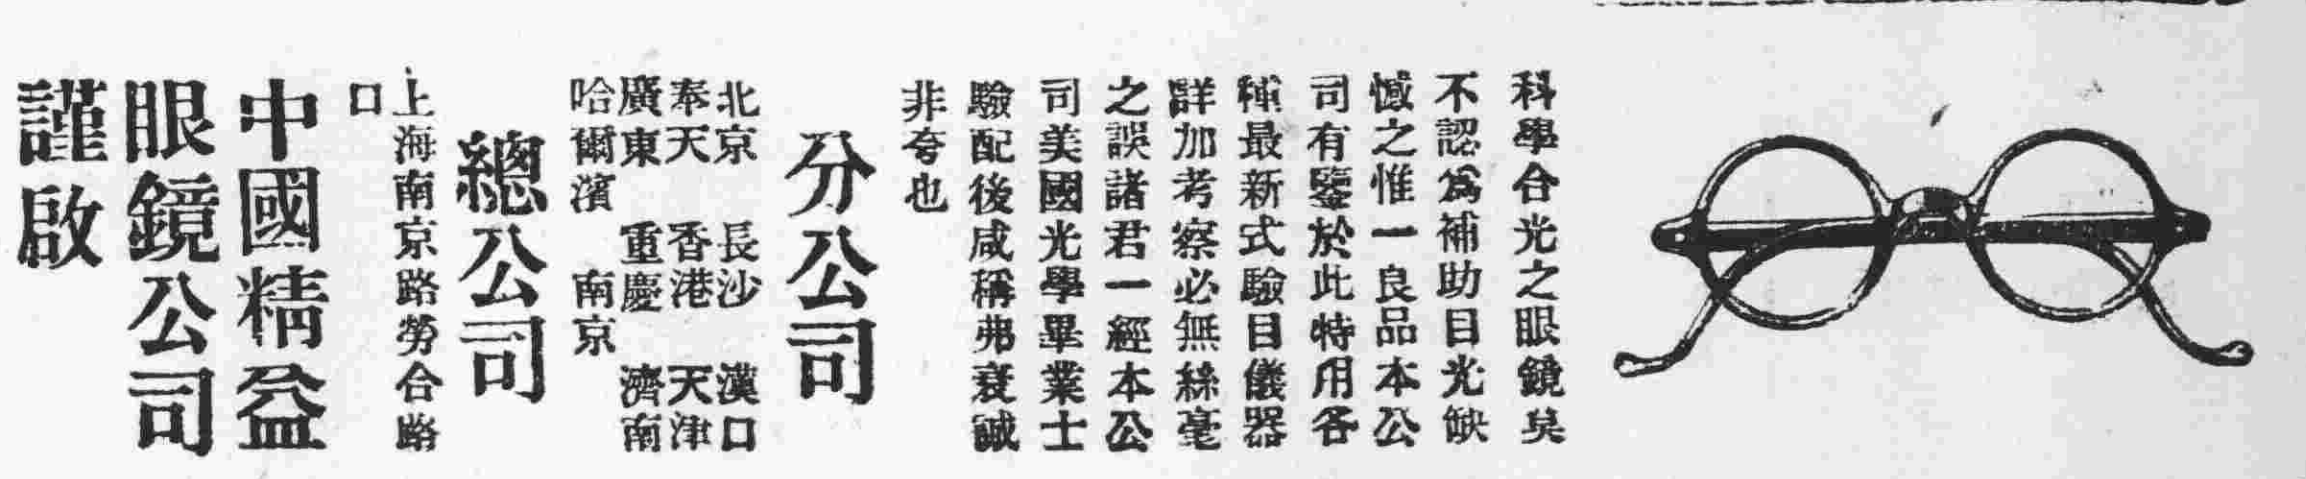 科學合光之眼鏡矣
不認為補助目光缺
憾之惟一良品本公
司有鑒於此特用各
種最新式驗目儀器
詳加考察必無絲毫
之誤諸君一經本公
司美國光學畢業士
驗配後咸稱弗衰誠
非夸也
分公司
北京 長沙 漢口
奉天 香港 天津
廣東 重慶 濟南
哈爾濱 南京
總公司
上海南京路勞合路
口
中國精益
眼鏡公司
謹啟